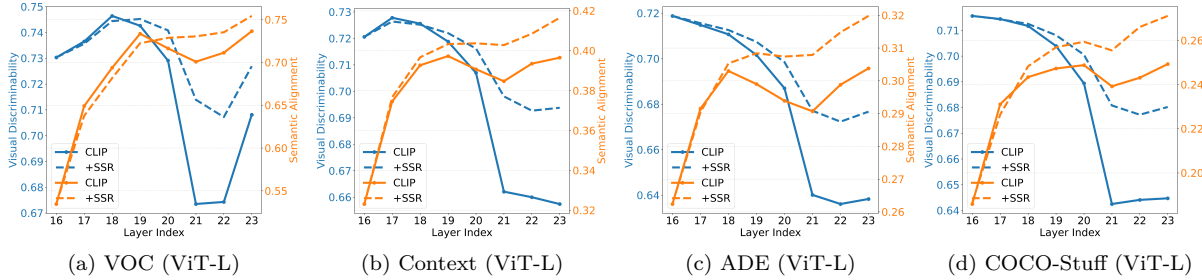 0.75
0.74
0.73
0.72
0.71
0.70
0.69
0.68
0.67
Visual Discriminability
CLIP
+SSR
CLIP
+SSR
16 17 18 19 20 21 22 23
Layer Index
0.75
0.70
0.65
0.60
0.55
Semantic Alignment
(a) VOC (ViT-L)
0.73
0.72
0.71
0.70
0.69
0.68
0.67
0.66
Visual Discriminability
CLIP
+SSR
CLIP
+SSR
16 17 18 19 20 21 22 23
Layer Index
0.42
0.40
0.38
0.36
0.34
0.32
Semantic Alignment
(b) Context (ViT-L)
0.72
0.70
0.68
0.66
0.64
Visual Discriminability
CLIP
+SSR
CLIP
+SSR
16 17 18 19 20 21 22 23
Layer Index
0.32
0.31
0.30
0.29
0.28
0.27
0.26
Semantic Alignment
(c) ADE (ViT-L)
0.71
0.70
0.69
0.68
0.67
0.66
0.65
0.64
Visual Discriminability
CLIP
+SSR
CLIP
+SSR
16 17 18 19 20 21 22 23
Layer Index
0.26
0.24
0.22
0.20
Semantic Alignment
(d) COCO-Stuff (ViT-L)